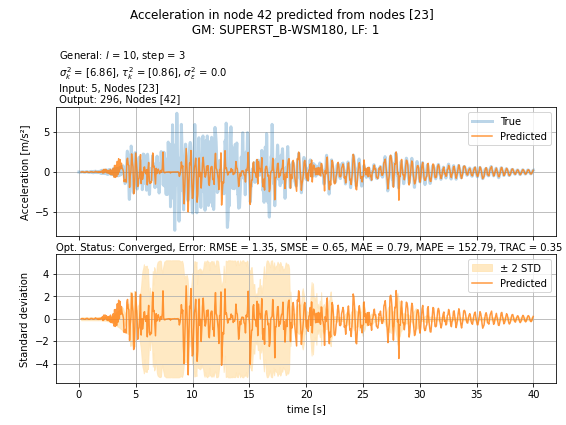 Acceleration in node 42 predicted from nodes [23]
GM: SUPERST_B-WSM180, LF: 1
General: l = 10, step = 3
σ²ₖ = [6.86], τ²ₖ = [0.86], σ²ε = 0.0
Input: 5, Nodes [23]
Output: 296, Nodes [42]
Acceleration [m/s²]
5
0
−5
True
Predicted
Opt. Status: Converged, Error: RMSE = 1.35, SMSE = 0.65, MAE = 0.79, MAPE = 152.79, TRAC = 0.35
Standard deviation
4
2
0
−2
−4
± 2 STD
Predicted
0 5 10 15 20 25 30 35 40
time [s]